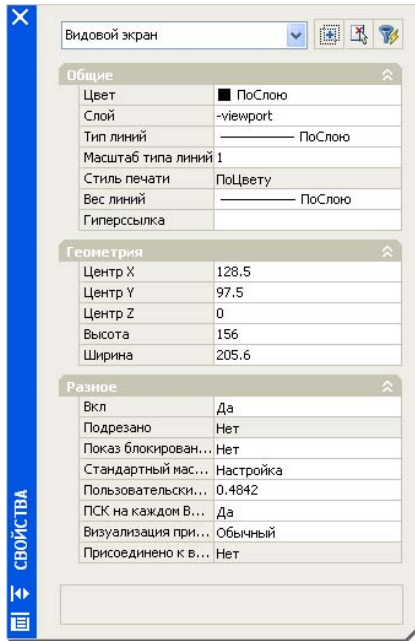 Видовой экран
Общие
Цвет ПоСлою
Слой -viewport
Тип линий ПоСлою
Масштаб типа линий 1
Стиль печати ПоЦвету
Вес линий ПоСлою
Гиперссылка
Геометрия
Центр X 128.5
Центр Y 97.5
Центр Z 0
Высота 156
Ширина 205.6
Разное
Вкл Да
Подрезано Нет
Показ блокирован... Нет
Стандартный мас... Настройка
Пользовательски... 0.4842
ПСК на каждом В... Да
Визуализация при... Обычный
Присоединено к в... Нет
СВОЙСТВА